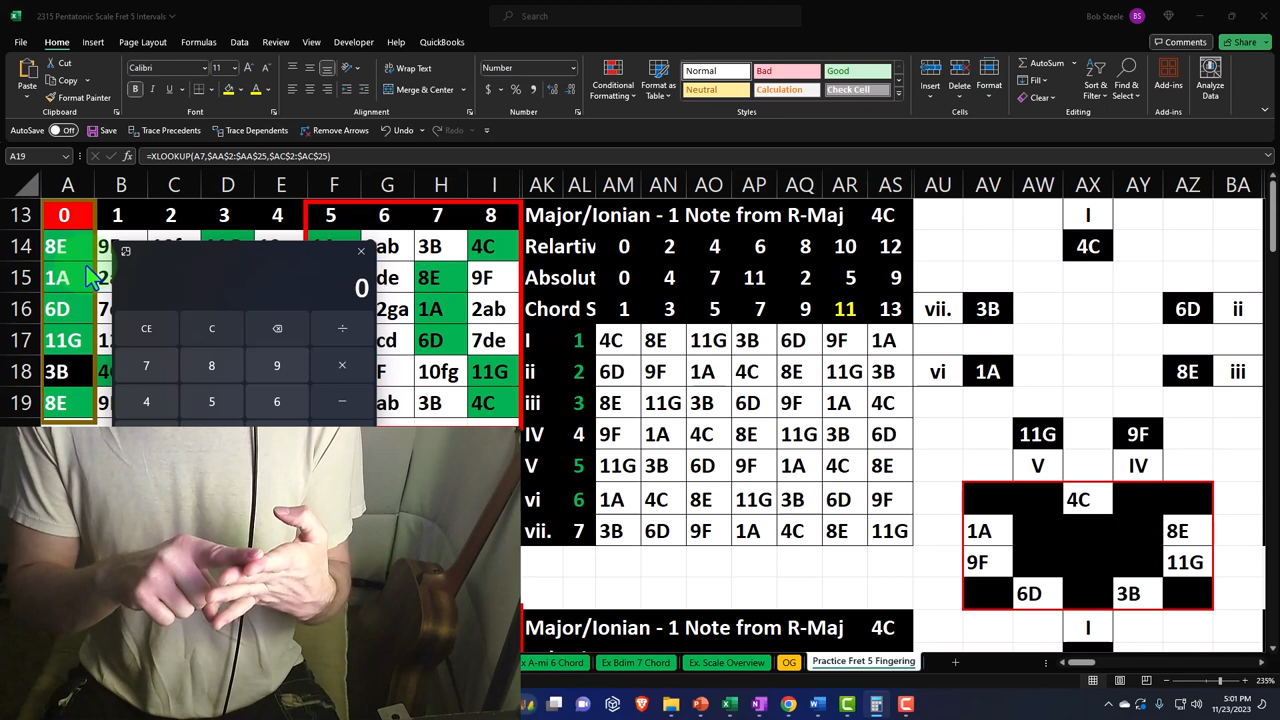 2315 Pentatonic Scale Fret 5 Intervals
Search
Bob Steele
BS
File Home Insert Page Layout Formulas Data Review View Developer Help QuickBooks
Comments
Share
Paste
Cut
Copy
Format Painter
Calibri
11
Wrap Text
Merge & Center
Number
Conditional Formatting
Format as Table
Normal
Bad
Good
Neutral
Calculation
Check Cell
Insert
Delete
Format
AutoSum
Fill
Clear
Sort & Filter
Find & Select
Add-ins
Analyze Data
Clipboard
Font
Alignment
Number
Styles
Cells
Editing
Add-ins
AutoSave Off Save Trace Precedents Trace Dependents Remove Arrows Undo Redo
A19
=XLOOKUP(A7,$AA$2:$AA$25,$AC$2:$AC$25)
A B C D E F G H I AK AL AM AN AO AP AQ AR AS AU AV AW AX AY AZ BA
13 0 1 2 3 4 5 6 7 8 Major/Ionian - 1 Note from R-Maj 4C I
14 8E 3B 4C Relartiv 0 2 4 6 8 10 12 4C
15 1A 8E 9F Absolut 0 4 7 11 2 5 9
16 6D 1A 2ab Chord S 1 3 5 7 9 11 13 vii. 3B 6D ii
17 11G 6D 7de I 1 4C 8E 11G 3B 6D 9F 1A
18 3B 10fg 11G ii 2 6D 9F 1A 4C 8E 11G 3B vi 1A 8E iii
19 8E 3B 4C iii 3 8E 11G 3B 6D 9F 1A 4C
IV 4 9F 1A 4C 8E 11G 3B 6D 11G 9F
V 5 11G 3B 6D 9F 1A 4C 8E V IV
vi 6 1A 4C 8E 11G 3B 6D 9F 4C
vii. 7 3B 6D 9F 1A 4C 8E 11G 1A 8E
9F 11G
6D 3B
Major/Ionian - 1 Note from R-Maj 4C I
0
CE C ⌫ ÷
7 8 9 ×
4 5 6 −
Ex A-mi 6 Chord
Ex Bdim 7 Chord
Ex. Scale Overview
OG
Practice Fret 5 Fingering
235%
5:01 PM
11/23/2023